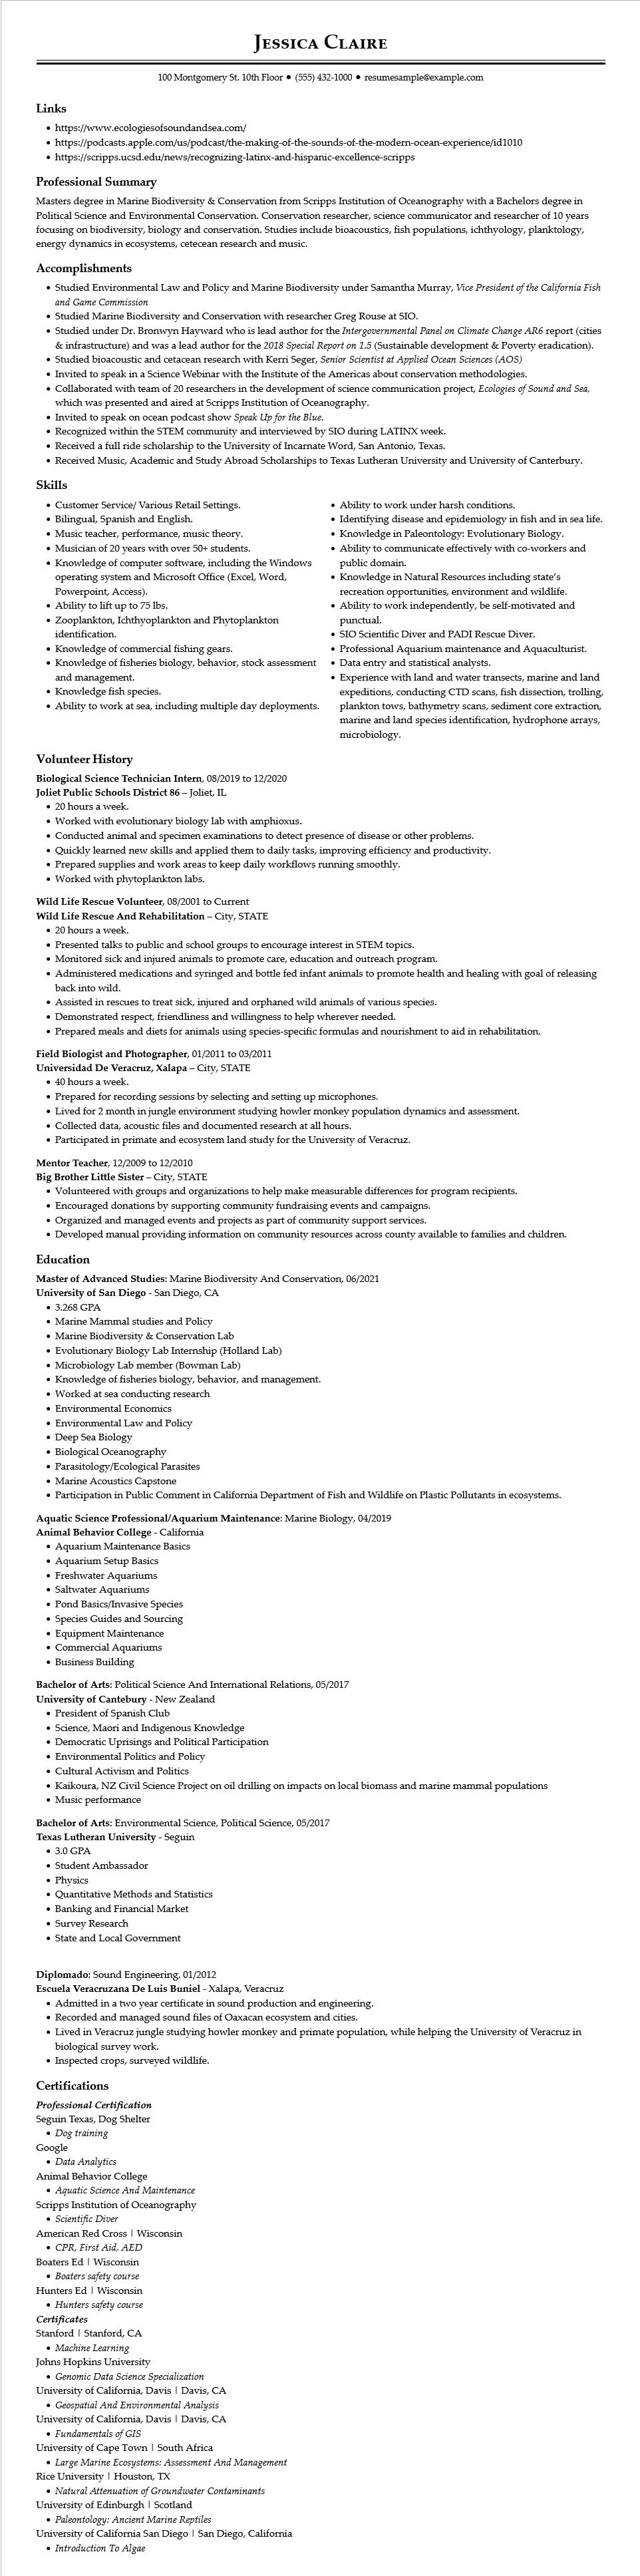 Jessica Claire
100 Montgomery St. 10th Floor ● (555) 432-1000 ● resumesample@example.com
Links
• https://www.ecologiesofsoundandsea.com/
• https://podcasts.apple.com/us/podcast/the-making-of-the-sounds-of-the-modern-ocean-experience/id1010
• https://scripps.ucsd.edu/news/recognizing-latinx-and-hispanic-excellence-scripps
Professional Summary
Masters degree in Marine Biodiversity & Conservation from Scripps Institution of Oceanography with a Bachelors degree in
Political Science and Environmental Conservation. Conservation researcher, science communicator and researcher of 10 years
focusing on biodiversity, biology and conservation. Studies include bioacoustics, fish populations, ichthyology, planktology,
energy dynamics in ecosystems, cetecean research and music.
Accomplishments
• Studied Environmental Law and Policy and Marine Biodiversity under Samantha Murray, Vice President of the California Fish
and Game Commission
• Studied Marine Biodiversity and Conservation with researcher Greg Rouse at SIO.
• Studied under Dr. Bronwyn Hayward who is lead author for the Intergovernmental Panel on Climate Change AR6 report (cities
& infrastructure) and was a lead author for the 2018 Special Report on 1.5 (Sustainable development & Poverty eradication).
• Studied bioacoustic and cetacean research with Kerri Seger, Senior Scientist at Applied Ocean Sciences (AOS)
• Invited to speak in a Science Webinar with the Institute of the Americas about conservation methodologies.
• Collaborated with team of 20 researchers in the development of science communication project, Ecologies of Sound and Sea,
which was presented and aired at Scripps Institution of Oceanography.
• Invited to speak on ocean podcast show Speak Up for the Blue.
• Recognized within the STEM community and interviewed by SIO during LATINX week.
• Received a full ride scholarship to the University of Incarnate Word, San Antonio, Texas.
• Received Music, Academic and Study Abroad Scholarships to Texas Lutheran University and University of Canterbury.
Skills
• Customer Service/ Various Retail Settings.
• Bilingual, Spanish and English.
• Music teacher, performance, music theory.
• Musician of 20 years with over 50+ students.
• Knowledge of computer software, including the Windows
operating system and Microsoft Office (Excel, Word,
Powerpoint, Access).
• Ability to lift up to 75 lbs.
• Zooplankton, Ichthyoplankton and Phytoplankton
identification.
• Knowledge of commercial fishing gears.
• Knowledge of fisheries biology, behavior, stock assessment
and management.
• Knowledge fish species.
• Ability to work at sea, including multiple day deployments.
• Ability to work under harsh conditions.
• Identifying disease and epidemiology in fish and in sea life.
• Knowledge in Paleontology: Evolutionary Biology.
• Ability to communicate effectively with co-workers and
public domain.
• Knowledge in Natural Resources including state's
recreation opportunities, environment and wildlife.
• Ability to work independently, be self-motivated and
punctual.
• SIO Scientific Diver and PADI Rescue Diver.
• Professional Aquarium maintenance and Aquaculturist.
• Data entry and statistical analysts.
• Experience with land and water transects, marine and land
expeditions, conducting CTD scans, fish dissection, trolling,
plankton tows, bathymetry scans, sediment core extraction,
marine and land species identification, hydrophone arrays,
microbiology.
Volunteer History
Biological Science Technician Intern, 08/2019 to 12/2020
Joliet Public Schools District 86 – Joliet, IL
• 20 hours a week.
• Worked with evolutionary biology lab with amphioxus.
• Conducted animal and specimen examinations to detect presence of disease or other problems.
• Quickly learned new skills and applied them to daily tasks, improving efficiency and productivity.
• Prepared supplies and work areas to keep daily workflows running smoothly.
• Worked with phytoplankton labs.
Wild Life Rescue Volunteer, 08/2001 to Current
Wild Life Rescue And Rehabilitation – City, STATE
• 20 hours a week.
• Presented talks to public and school groups to encourage interest in STEM topics.
• Monitored sick and injured animals to promote care, education and outreach program.
• Administered medications and syringed and bottle fed infant animals to promote health and healing with goal of releasing
back into wild.
• Assisted in rescues to treat sick, injured and orphaned wild animals of various species.
• Demonstrated respect, friendliness and willingness to help wherever needed.
• Prepared meals and diets for animals using species-specific formulas and nourishment to aid in rehabilitation.
Field Biologist and Photographer, 01/2011 to 03/2011
Universidad De Veracruz, Xalapa – City, STATE
• 40 hours a week.
• Prepared for recording sessions by selecting and setting up microphones.
• Lived for 2 month in jungle environment studying howler monkey population dynamics and assessment.
• Collected data, acoustic files and documented research at all hours.
• Participated in primate and ecosystem land study for the University of Veracruz.
Mentor Teacher, 12/2009 to 12/2010
Big Brother Little Sister – City, STATE
• Volunteered with groups and organizations to help make measurable differences for program recipients.
• Encouraged donations by supporting community fundraising events and campaigns.
• Organized and managed events and projects as part of community support services.
• Developed manual providing information on community resources across county available to families and children.
Education
Master of Advanced Studies: Marine Biodiversity And Conservation, 06/2021
University of San Diego - San Diego, CA
• 3.268 GPA
• Marine Mammal studies and Policy
• Marine Biodiversity & Conservation Lab
• Evolutionary Biology Lab Internship (Holland Lab)
• Microbiology Lab member (Bowman Lab)
• Knowledge of fisheries biology, behavior, and management.
• Worked at sea conducting research
• Environmental Economics
• Environmental Law and Policy
• Deep Sea Biology
• Biological Oceanography
• Parasitology/Ecological Parasites
• Marine Acoustics Capstone
• Participation in Public Comment in California Department of Fish and Wildlife on Plastic Pollutants in ecosystems.
Aquatic Science Professional/Aquarium Maintenance: Marine Biology, 04/2019
Animal Behavior College - California
• Aquarium Maintenance Basics
• Aquarium Setup Basics
• Freshwater Aquariums
• Saltwater Aquariums
• Pond Basics/Invasive Species
• Species Guides and Sourcing
• Equipment Maintenance
• Commercial Aquariums
• Business Building
Bachelor of Arts: Political Science And International Relations, 05/2017
University of Cantebury - New Zealand
• President of Spanish Club
• Science, Maori and Indigenous Knowledge
• Democratic Uprisings and Political Participation
• Environmental Politics and Policy
• Cultural Activism and Politics
• Kaikoura, NZ Civil Science Project on oil drilling on impacts on local biomass and marine mammal populations
• Music performance
Bachelor of Arts: Environmental Science, Political Science, 05/2017
Texas Lutheran University - Seguin
• 3.0 GPA
• Student Ambassador
• Physics
• Quantitative Methods and Statistics
• Banking and Financial Market
• Survey Research
• State and Local Government
Diplomado: Sound Engineering, 01/2012
Escuela Veracruzana De Luis Buniel - Xalapa, Veracruz
• Admitted in a two year certificate in sound production and engineering.
• Recorded and managed sound files of Oaxacan ecosystem and cities.
• Lived in Veracruz jungle studying howler monkey and primate population, while helping the University of Veracruz in
biological survey work.
• Inspected crops, surveyed wildlife.
Certifications
Professional Certification
Seguin Texas, Dog Shelter
• Dog training
Google
• Data Analytics
Animal Behavior College
• Aquatic Science And Maintenance
Scripps Institution of Oceanography
• Scientific Diver
American Red Cross | Wisconsin
• CPR, First Aid, AED
Boaters Ed | Wisconsin
• Boaters safety course
Hunters Ed | Wisconsin
• Hunters safety course
Certificates
Stanford | Stanford, CA
• Machine Learning
Johns Hopkins University
• Genomic Data Science Specialization
University of California, Davis | Davis, CA
• Geospatial And Environmental Analysis
University of California, Davis | Davis, CA
• Fundamentals of GIS
University of Cape Town | South Africa
• Large Marine Ecosystems: Assessment And Management
Rice University | Houston, TX
• Natural Attenuation of Groundwater Contaminants
University of Edinburgh | Scotland
• Paleontology: Ancient Marine Reptiles
University of California San Diego | San Diego, California
• Introduction To Algae